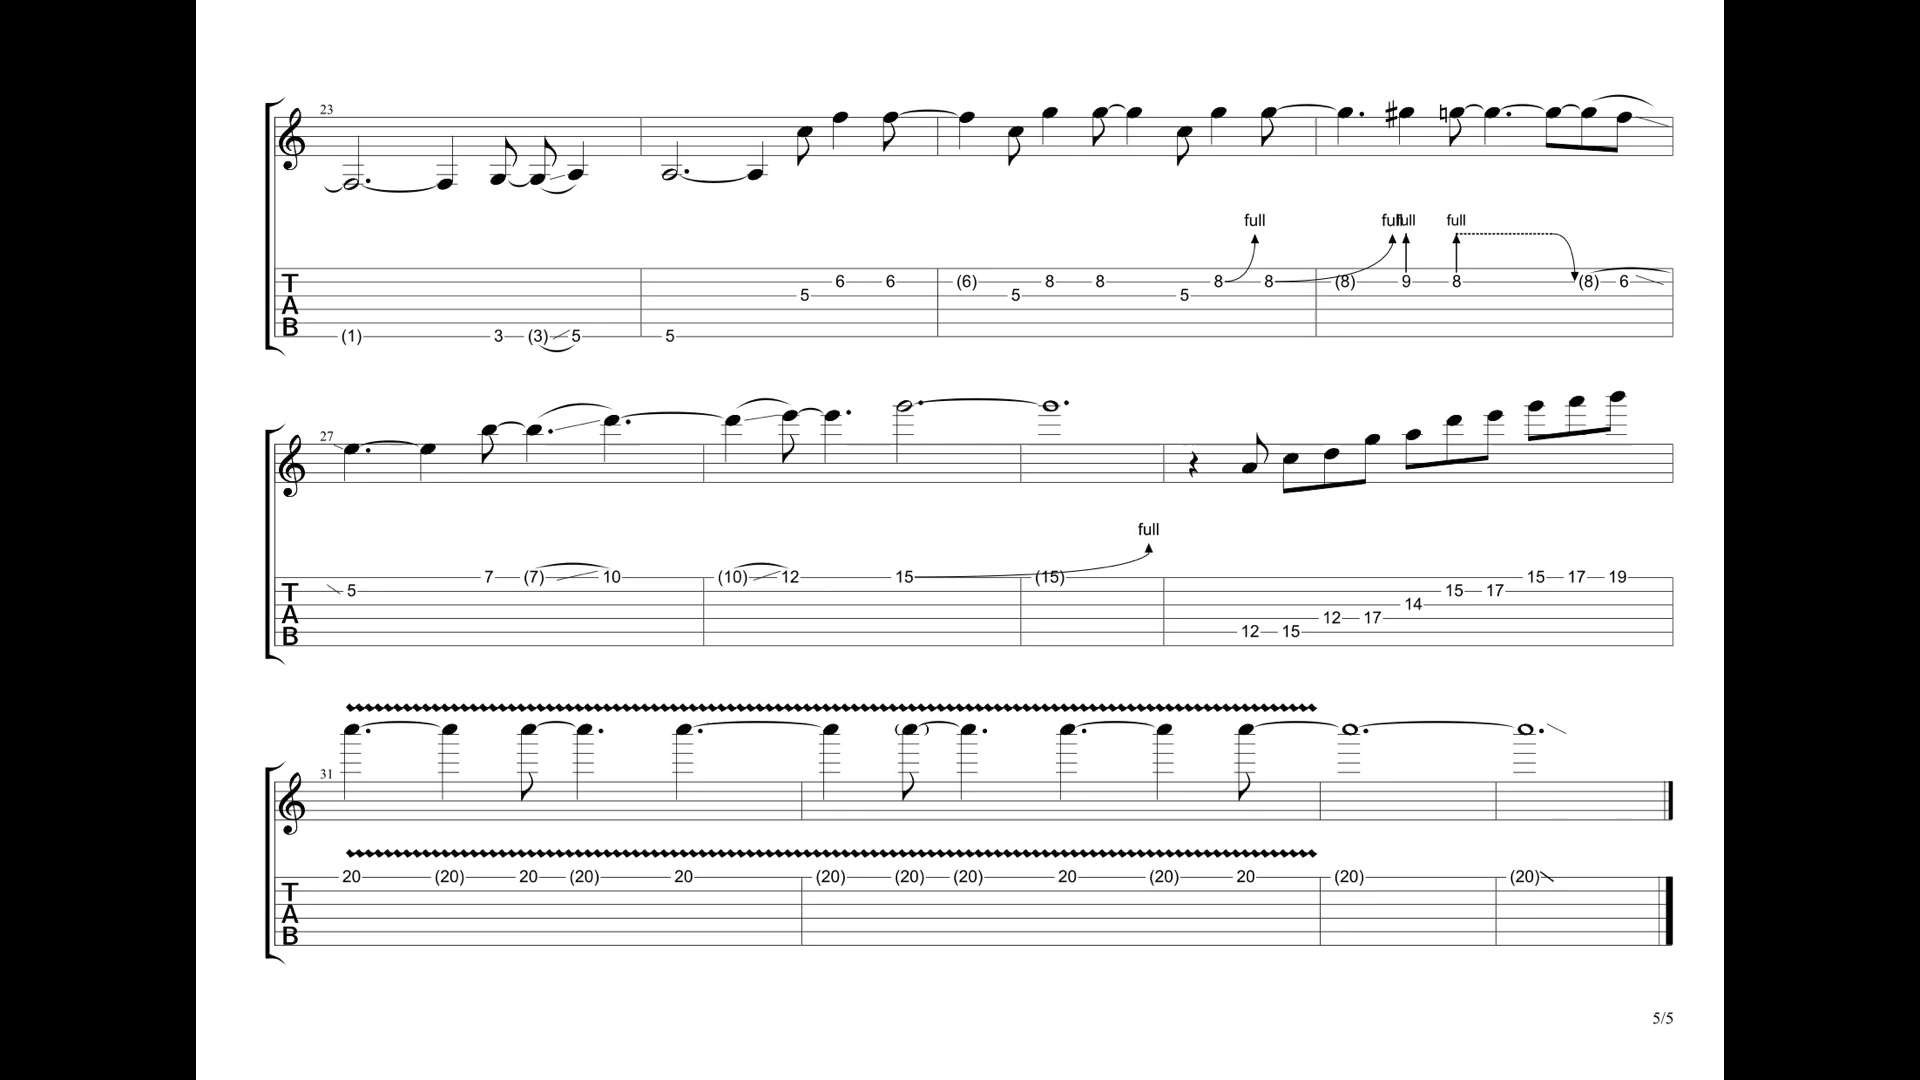 23
full full full full
T 6 6 (6) 8 8 8 8 (8) 9 8 (8) 6
A 5 5 5
B (1) 3 (3) 5 5
27
full
7 (7) 10 (10) 12 15 (15) 15 17 19
T 5 15 17
A 14
12 17
B 12 15
31
20 (20) 20 (20) 20 (20) (20) (20) 20 (20) 20 (20) (20)
T
A
B
5/5